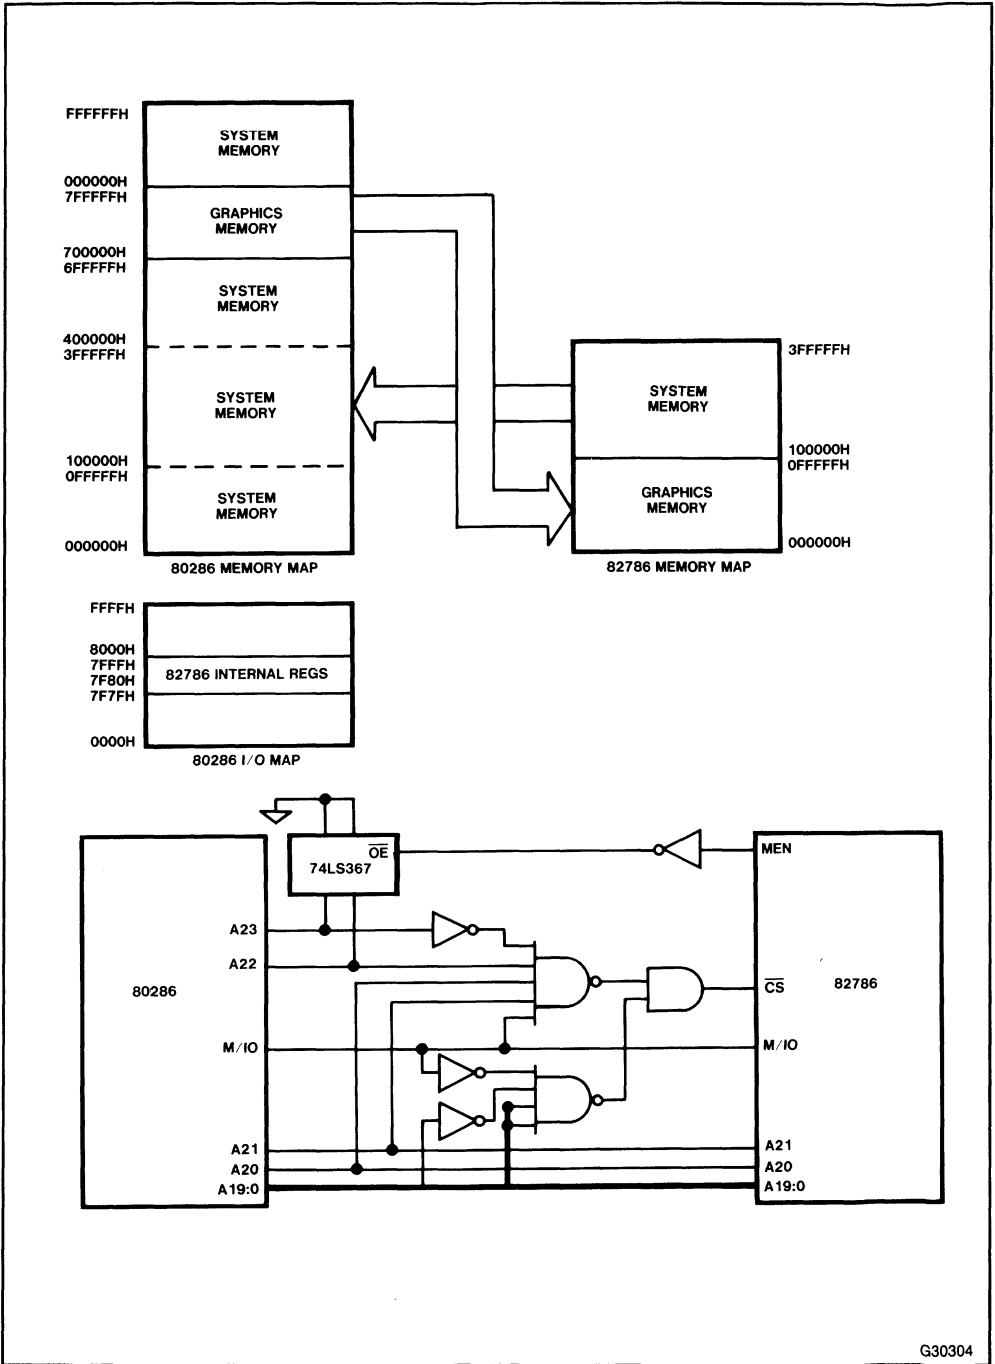 FFFFFFH
SYSTEM
MEMORY
000000H
7FFFFFH
GRAPHICS
MEMORY
700000H
6FFFFFH
SYSTEM
MEMORY
400000H
3FFFFFH
SYSTEM
MEMORY
100000H
0FFFFFH
SYSTEM
MEMORY
000000H
80286 MEMORY MAP
3FFFFFH
SYSTEM
MEMORY
100000H
0FFFFFH
GRAPHICS
MEMORY
000000H
82786 MEMORY MAP
FFFFH
8000H
7FFFH
82786 INTERNAL REGS
7F80H
7F7FH
0000H
80286 I/O MAP
OE
74LS367
MEN
A23
A22
80286
CS
82786
M/IO
M/IO
A21
A21
A20
A20
A19:0
A19:0
G30304